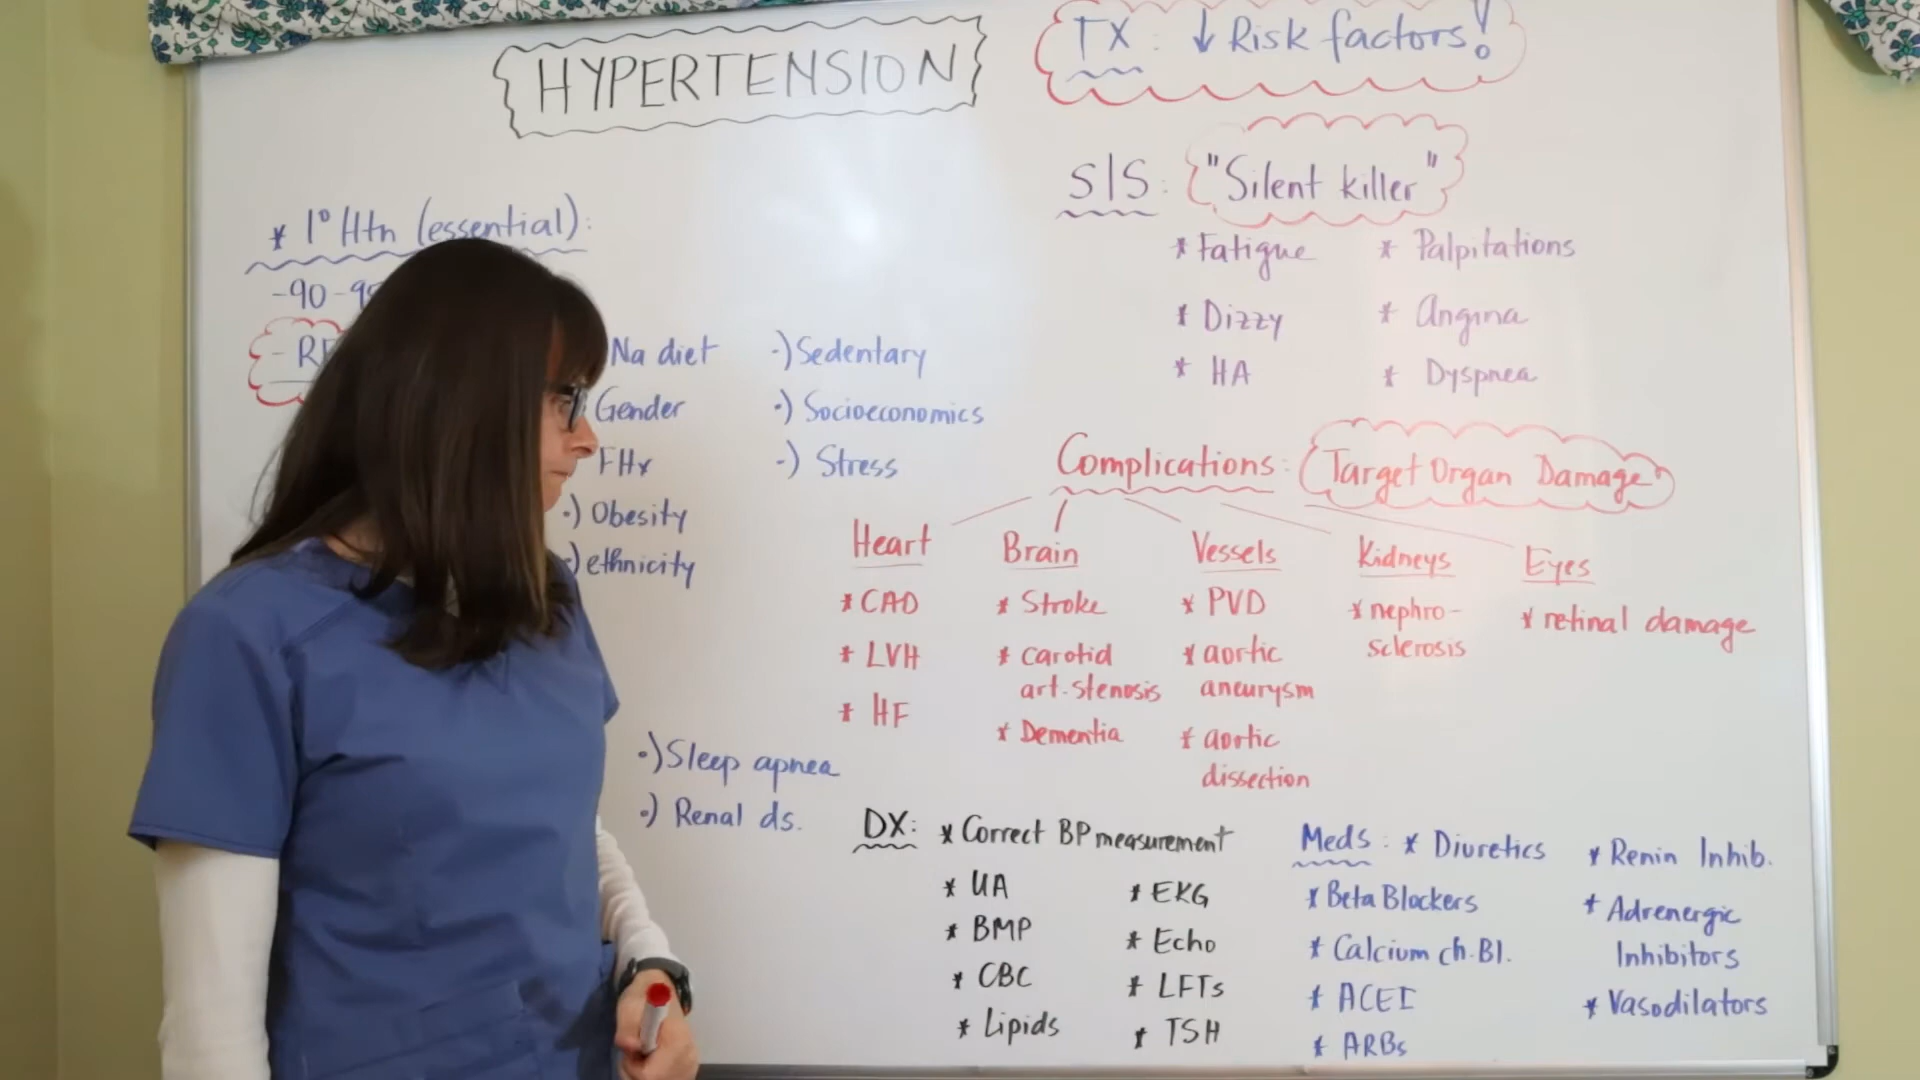 HYPERTENSION
TX: ↓ Risk factors!
S/S: "Silent killer"
* Fatigue
* Dizzy
* HA
* Palpitations
* Angina
* Dyspnea
* 1° Htn (essential):
-90-
Na diet
Gender
FHx
·) Obesity
·) ethnicity
·) Sedentary
·) Socioeconomics
·) Stress
·) Sleep apnea
·) Renal ds.
Complications: Target Organ Damage
Heart
* CAD
* LVH
* HF
Brain
* Stroke
* carotid
art. stenosis
* Dementia
Vessels
* PVD
* aortic
aneurysm
* aortic
dissection
Kidneys
* nephro-
sclerosis
Eyes
* retinal damage
DX: * Correct BP measurement
* UA
* BMP
* CBC
* Lipids
* EKG
* Echo
* LFTs
* TSH
Meds: * Diuretics
* Beta Blockers
* Calcium ch. Bl.
* ACEI
* ARBs
* Renin Inhib.
* Adrenergic
Inhibitors
* Vasodilators